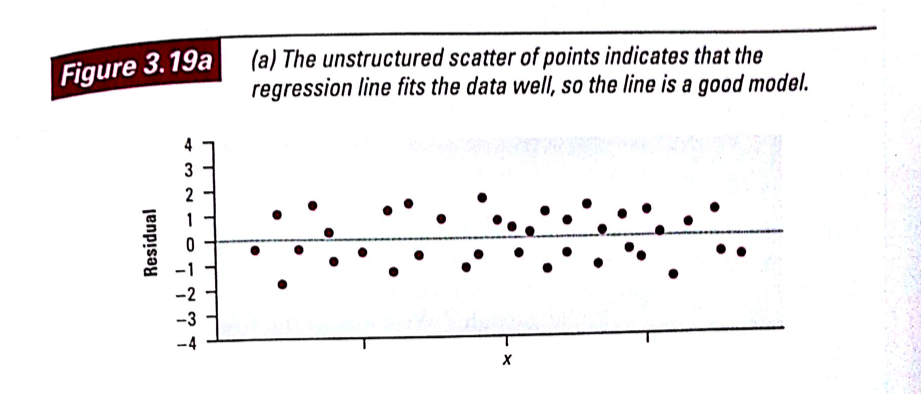 Figure 3.19a
(a) The unstructured scatter of points indicates that the
regression line fits the data well, so the line is a good model.
4
3
2
1
0
−1
−2
−3
−4
Residual
x